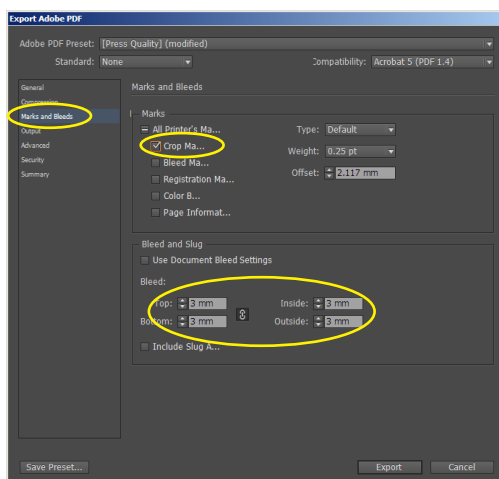 Export Adobe PDF
Adobe PDF Preset: [Press Quality] (modified)
Standard: None Compatibility: Acrobat 5 (PDF 1.4)
General
Compression
Marks and Bleeds
Output
Advanced
Security
Summary
Marks and Bleeds
Marks
All Printer's Ma...
Crop Ma...
Bleed Ma...
Registration Ma...
Color B...
Page Informat...
Type: Default
Weight: 0.25 pt
Offset: 2.117 mm
Bleed and Slug
Use Document Bleed Settings
Bleed:
Top: 3 mm Inside: 3 mm
Bottom: 3 mm Outside: 3 mm
Include Slug A...
Save Preset... Export Cancel